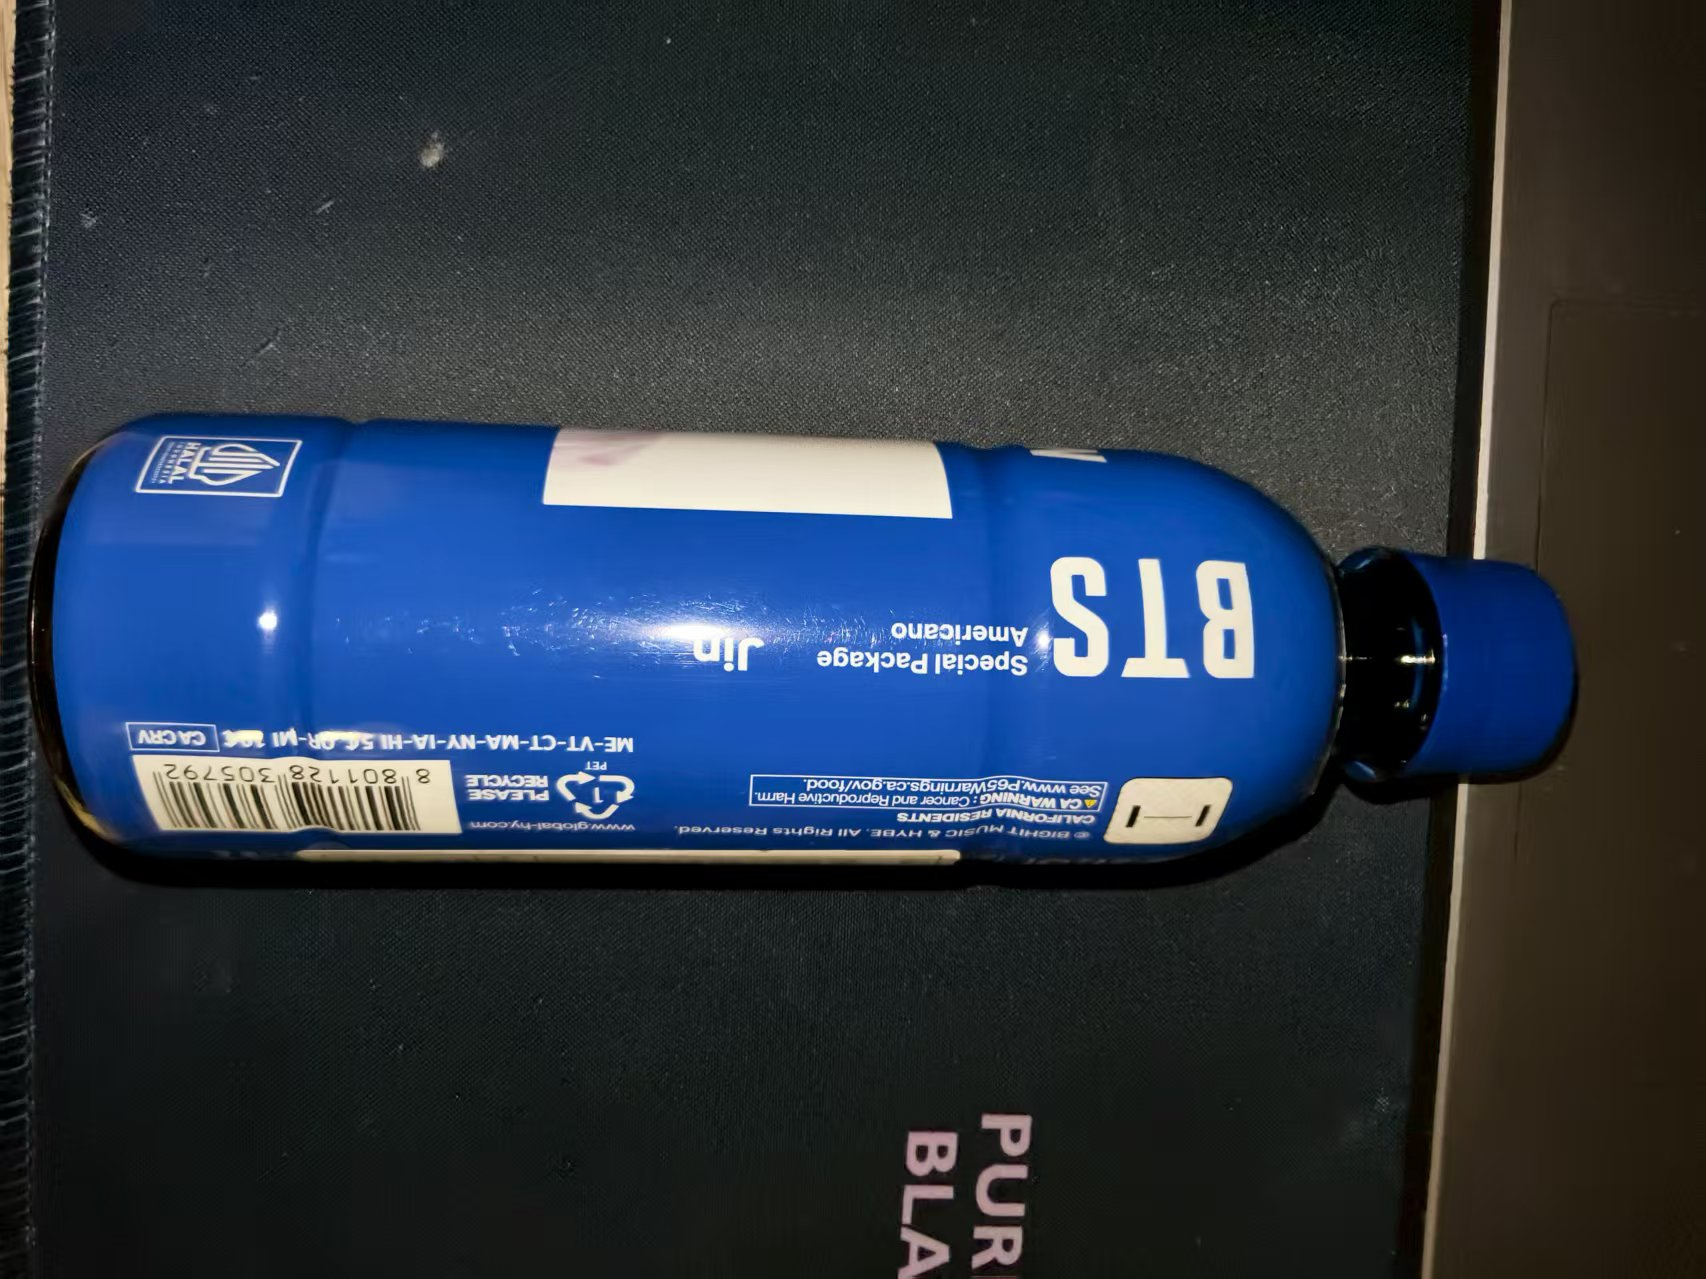 BTS
Special Package
Americano
Jin
© BIGHIT MUSIC & HYBE. All Rights Reserved.
CALIFORNIA RESIDENTS
CA WARNING: Cancer and Reproductive Harm.
See www.P65Warnings.ca.gov/food.
www.global-hy.com
1
PET
PLEASE
RECYCLE
ME-VT-CT-MA-NY-IA-HI 5¢ OR-MI 10¢ CA CRV
8 801128 305792
HALAL
INDONESIA
PUR
BLA